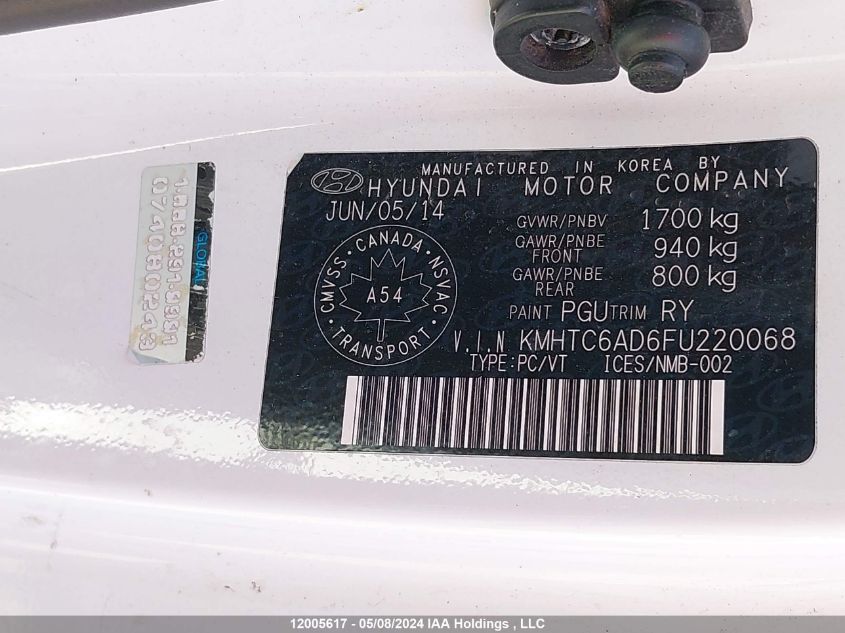 MANUFACTURED IN KOREA BY
HYUNDAI MOTOR COMPANY
JUN/05/14
GVWR/PNBV 1700 kg
GAWR/PNBE FRONT 940 kg
GAWR/PNBE REAR 800 kg
PAINT PGU TRIM RY
V.I.N KMHTC6AD6FU220068
TYPE:PC/VT ICES/NMB-002
CMVSS · CANADA · NSVAC
A54
TRANSPORT
GLOBALI
12005617 - 05/08/2024 IAA Holdings , LLC